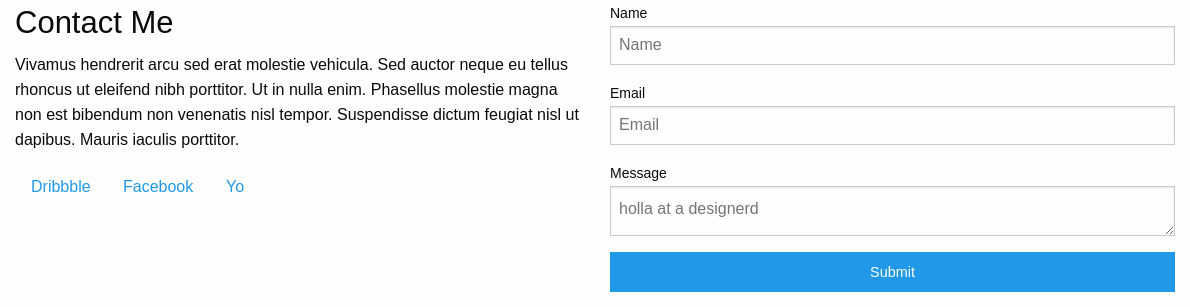 Contact Me
Vivamus hendrerit arcu sed erat molestie vehicula. Sed auctor neque eu tellus
rhoncus ut eleifend nibh porttitor. Ut in nulla enim. Phasellus molestie magna
non est bibendum non venenatis nisl tempor. Suspendisse dictum feugiat nisl ut
dapibus. Mauris iaculis porttitor.
Dribbble Facebook Yo
Name
Name
Email
Email
Message
holla at a designerd
Submit